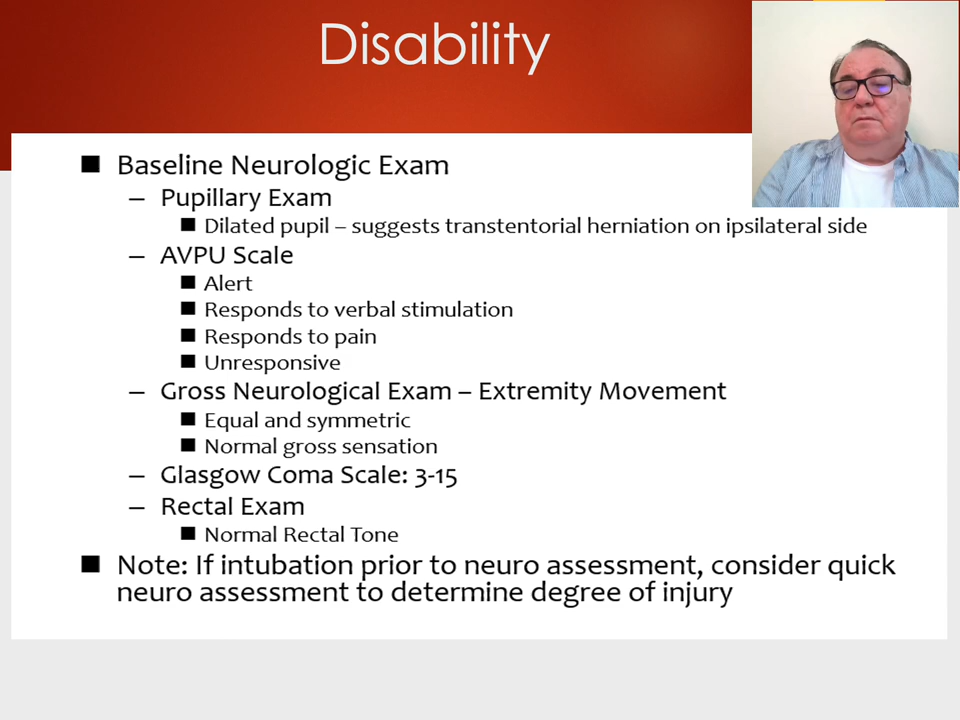 Disability
■ Baseline Neurologic Exam
– Pupillary Exam
■ Dilated pupil – suggests transtentorial herniation on ipsilateral side
– AVPU Scale
■ Alert
■ Responds to verbal stimulation
■ Responds to pain
■ Unresponsive
– Gross Neurological Exam – Extremity Movement
■ Equal and symmetric
■ Normal gross sensation
– Glasgow Coma Scale: 3-15
– Rectal Exam
■ Normal Rectal Tone
■ Note: If intubation prior to neuro assessment, consider quick
neuro assessment to determine degree of injury